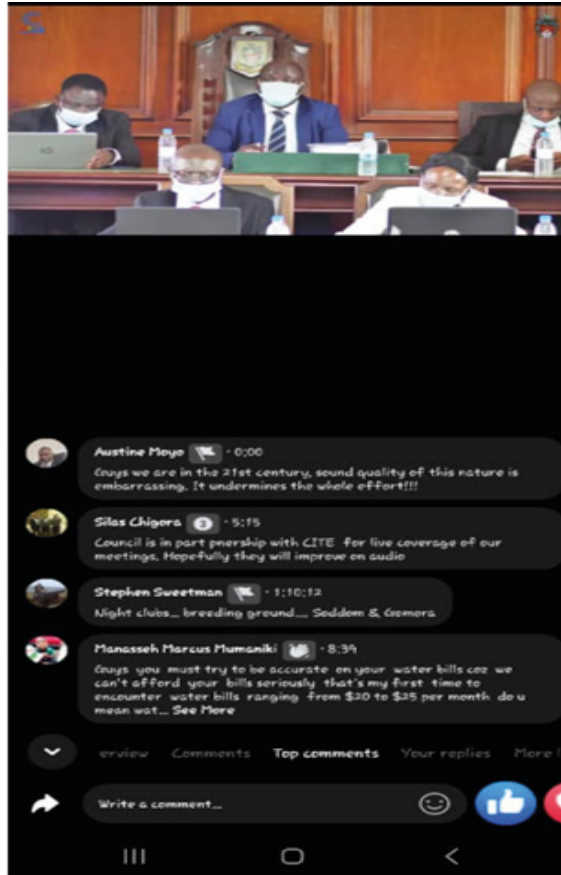 Austine Moyo · 0:00
Guys we are in the 21st century, sound quality of this nature is
embarrassing. It undermines the whole effort!!!
Silas Chigora 3 · 5:15
Council is in part pnership with CITE for live coverage of our
meetings. Hopefully they will improve on audio
Stephen Sweetman · 1:10:12
Night clubs... breeding ground.... Soddom & Gomora
Manasseh Marcus Mumaniki · 8:39
Guys you must try to be accurate on your water bills coz we
can't afford your bills seriously that's my first time to
encounter water bills ranging from $20 to $25 per month do u
mean wat... See More
erview Comments Top comments Your replies More
Write a comment...